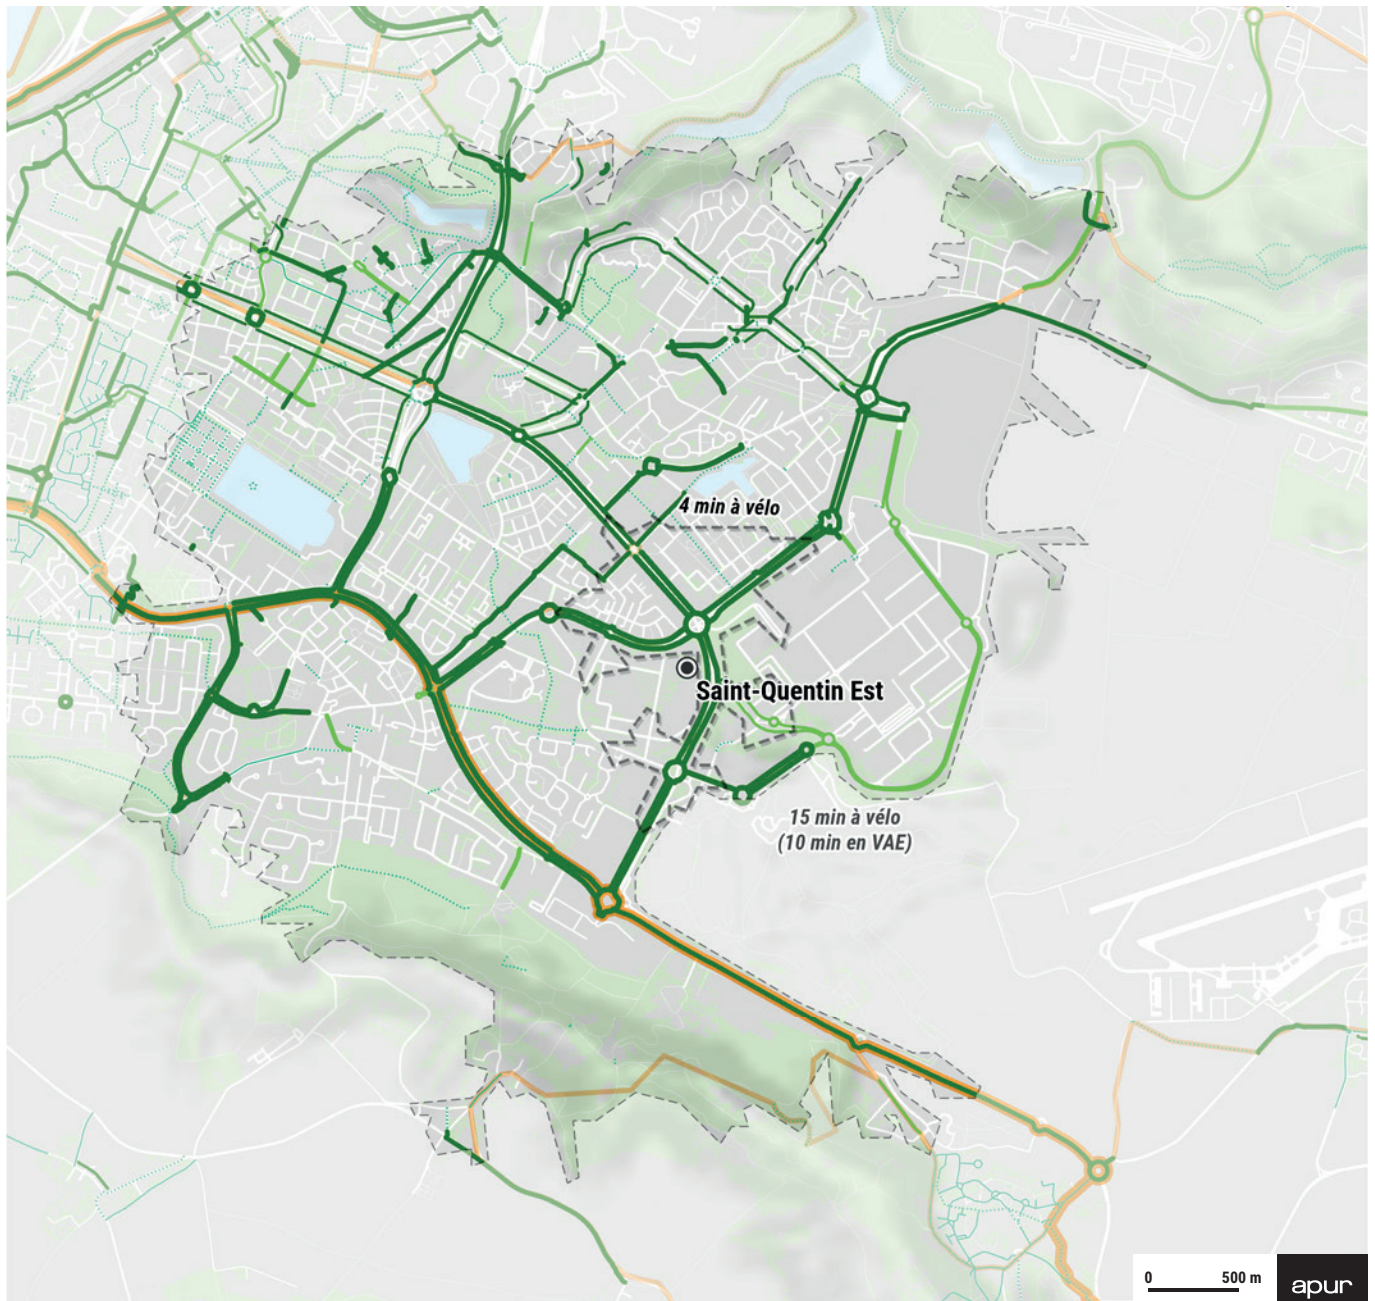 4 min à vélo
Saint-Quentin Est
15 min à vélo
(10 min en VAE)
0 500 m
apur